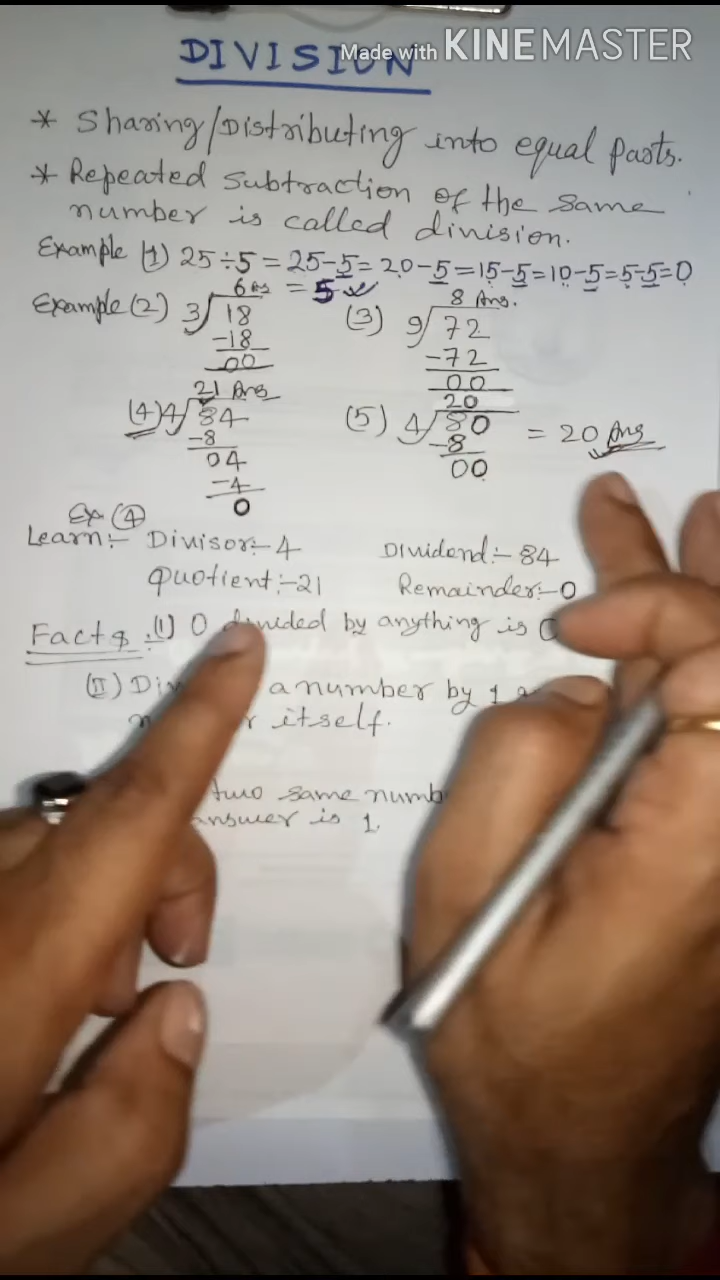 DIVISION
Made with KINEMASTER
* Sharing/Distributing into equal parts.
* Repeated subtraction of the same
number is called division.
Example (1) 25÷5 = 25-5= 20-5=15-5=10-5=5-5=0
= 5
Example (2) 3 18 6 Ans
-18
00
(3) 9 72 8 Ans.
-72
00
(4) 4 84 21 Ans
-8
04
-4
0
(5) 4 80 20 = 20 Ans
-8
00
Ex (4)
Learn:- Divisor:-4 Dividend:- 84
Quotient:-21 Remainder:-0
Facts :- (I) 0 divided by anything is 0
(II) a number by 1
itself.
two same
answer is 1.